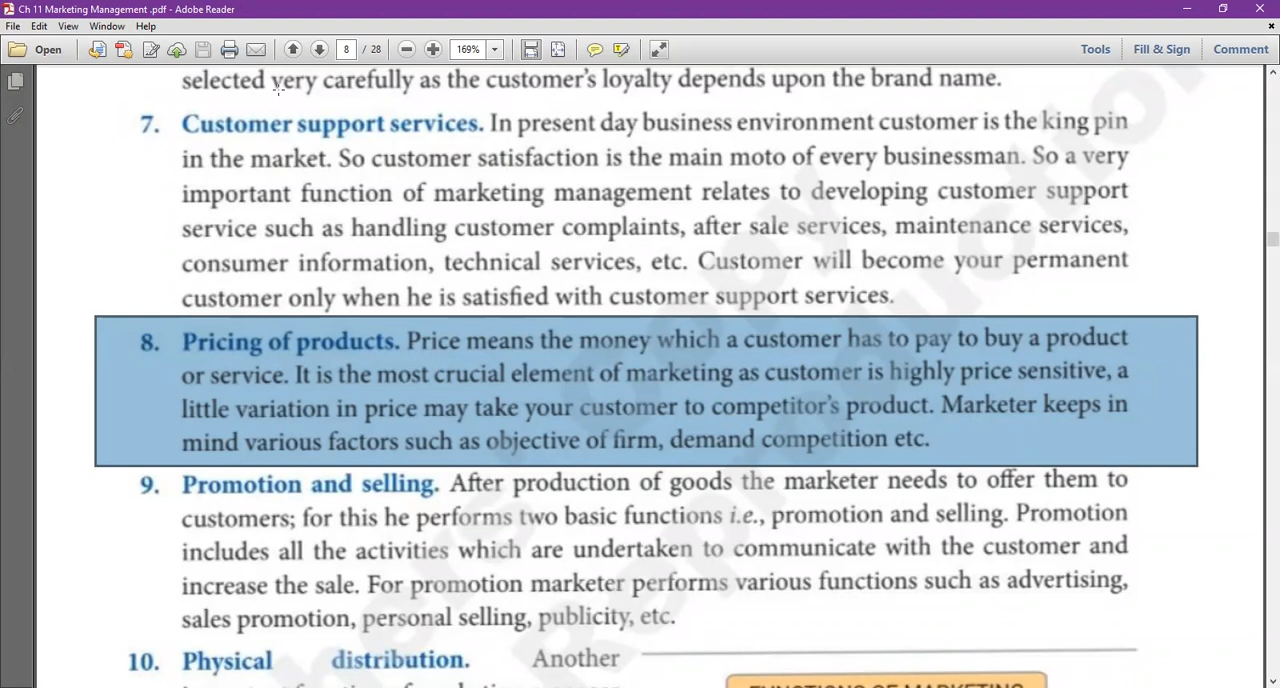 Ch 11 Marketing Management .pdf - Adobe Reader
File Edit View Window Help
Open 8 / 28 169% Tools Fill & Sign Comment
selected very carefully as the customer's loyalty depends upon the brand name.
7. Customer support services. In present day business environment customer is the king pin
in the market. So customer satisfaction is the main moto of every businessman. So a very
important function of marketing management relates to developing customer support
service such as handling customer complaints, after sale services, maintenance services,
consumer information, technical services, etc. Customer will become your permanent
customer only when he is satisfied with customer support services.
8. Pricing of products. Price means the money which a customer has to pay to buy a product
or service. It is the most crucial element of marketing as customer is highly price sensitive, a
little variation in price may take your customer to competitor's product. Marketer keeps in
mind various factors such as objective of firm, demand competition etc.
9. Promotion and selling. After production of goods the marketer needs to offer them to
customers; for this he performs two basic functions i.e., promotion and selling. Promotion
includes all the activities which are undertaken to communicate with the customer and
increase the sale. For promotion marketer performs various functions such as advertising,
sales promotion, personal selling, publicity, etc.
10. Physical distribution. Another
FUNCTIONS OF MARKETING